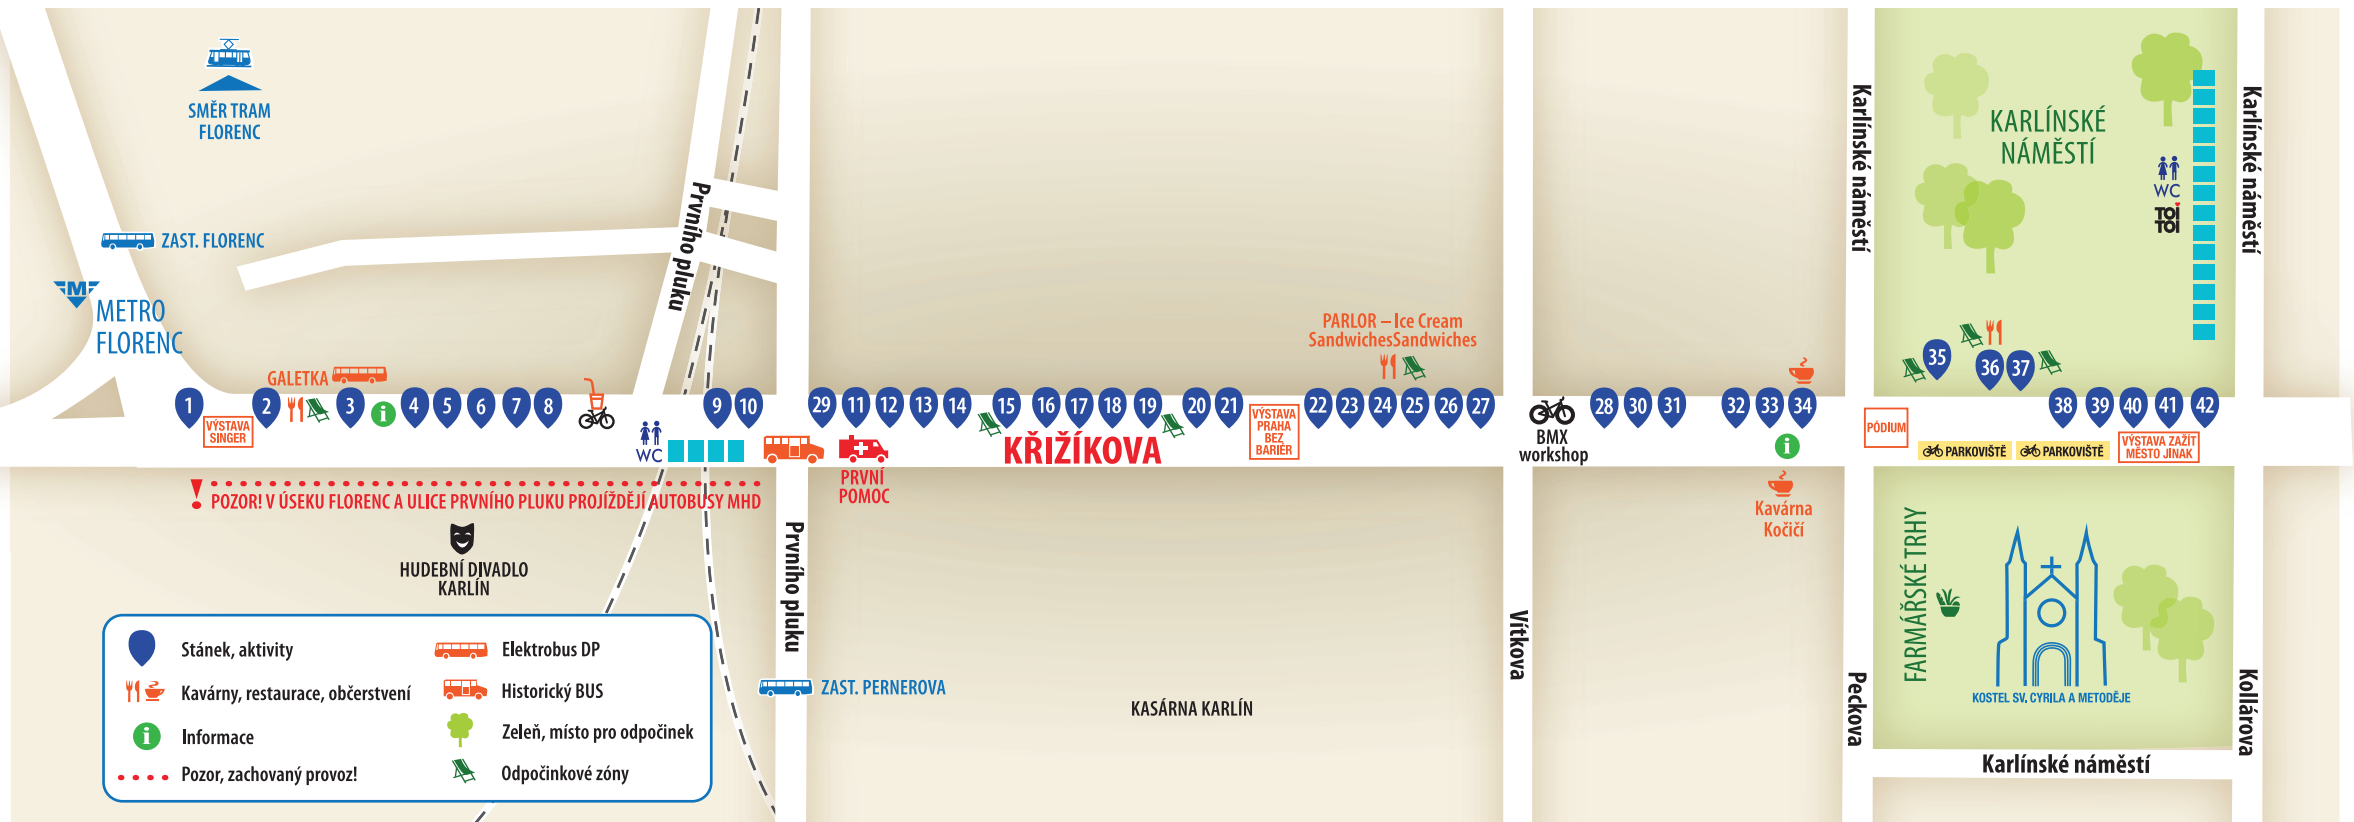 SMĚR TRAM
FLORENC
ZAST. FLORENC
M
METRO
FLORENC
Prvního pluku
KARLÍNSKÉ
NÁMĚSTÍ
WC
TOI
TOI
Karlínské náměstí
Karlínské náměstí
PARLOR – Ice Cream
SandwichesSandwiches
GALETKA
1 2 3 i 4 5 6 7 8 9 10 29 11 12 13 14 15 16 17 18 19 20 21 22 23 24 25 26 27 28 30 31 32 33 34
35 36 37
38 39 40 41 42
VÝSTAVA
SINGER
WC
KŘIŽÍKOVA
VÝSTAVA
PRAHA
BEZ
BARIÉR
BMX
workshop
i
PÓDIUM
PARKOVIŠTĚ
PARKOVIŠTĚ
VÝSTAVA ZAŽÍT
MĚSTO JINAK
PRVNÍ
POMOC
! POZOR! V ÚSEKU FLORENC A ULICE PRVNÍHO PLUKU PROJÍŽDĚJÍ AUTOBUSY MHD
Kavárna
Kočičí
HUDEBNÍ DIVADLO
KARLÍN
Prvního pluku
ZAST. PERNEROVA
KASÁRNA KARLÍN
Vítkova
Peckova
FARMÁŘSKÉ TRHY
KOSTEL SV. CYRILA A METODĚJE
Kollárova
Karlínské náměstí
Stánek, aktivity
Kavárny, restaurace, občerstvení
i Informace
Pozor, zachovaný provoz!
Elektrobus DP
Historický BUS
Zeleň, místo pro odpočinek
Odpočinkové zóny